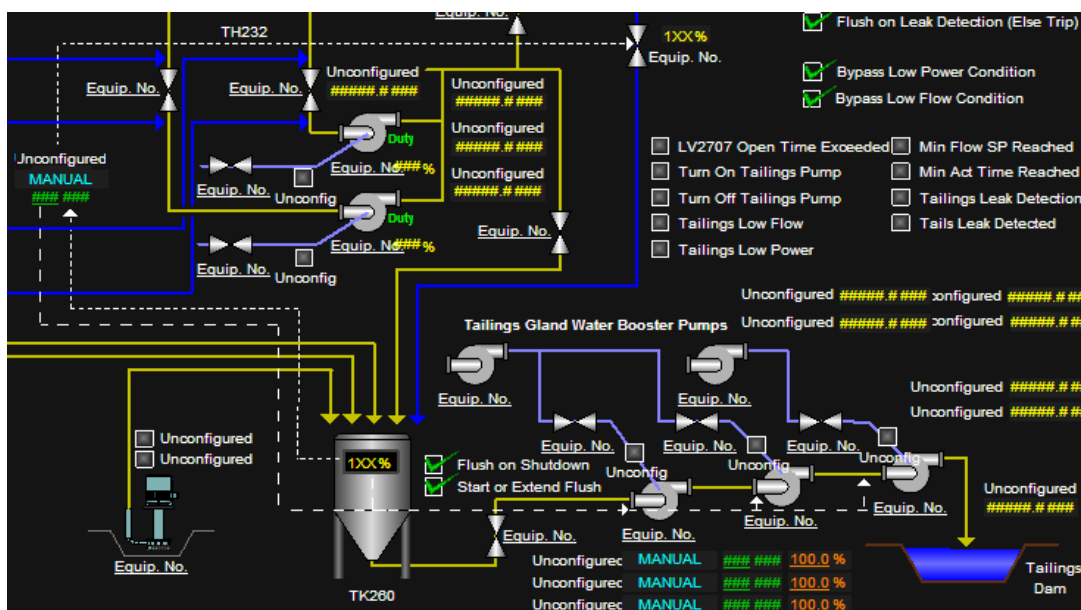 TH232
Flush on Leak Detection (Else Trip)
1XX %
Equip. No.
Bypass Low Power Condition
Bypass Low Flow Condition
Equip. No.
Equip. No.
Equip. No.
Unconfigured
#####.# ###
Unconfigured
#####.# ###
Unconfigured
#####.# ###
Unconfigured
#####.# ###
Duty
Equip. No.
###%
Equip. No.
Unconfig
Unconfigured
MANUAL
### ###
Duty
Equip. No.
###%
Equip. No.
Unconfig
Equip. No.
LV2707 Open Time Exceeded
Turn On Tailings Pump
Turn Off Tailings Pump
Tailings Low Flow
Tailings Low Power
Min Flow SP Reached
Min Act Time Reached
Tailings Leak Detection
Tails Leak Detected
Unconfigured #####.# ###
Unconfigured #####.# ###
Tailings Gland Water Booster Pumps
Equip. No.
Equip. No.
Unconfigured
Unconfigured
Equip. No.
Equip. No.
Equip. No.
Unconfig
Unconfig
Unconfig
Unconfigured
Unconfigured
Equip. No.
1XX%
Flush on Shutdown
Start or Extend Flush
TK260
Equip. No.
Equip. No.
Equip. No.
Equip. No.
Unconfigured
#####.# ###
Tailings
Dam
Unconfigured MANUAL ### ### 100.0 %
Unconfigured MANUAL ### ### 100.0 %
Unconfigured MANUAL ### ### 100.0 %